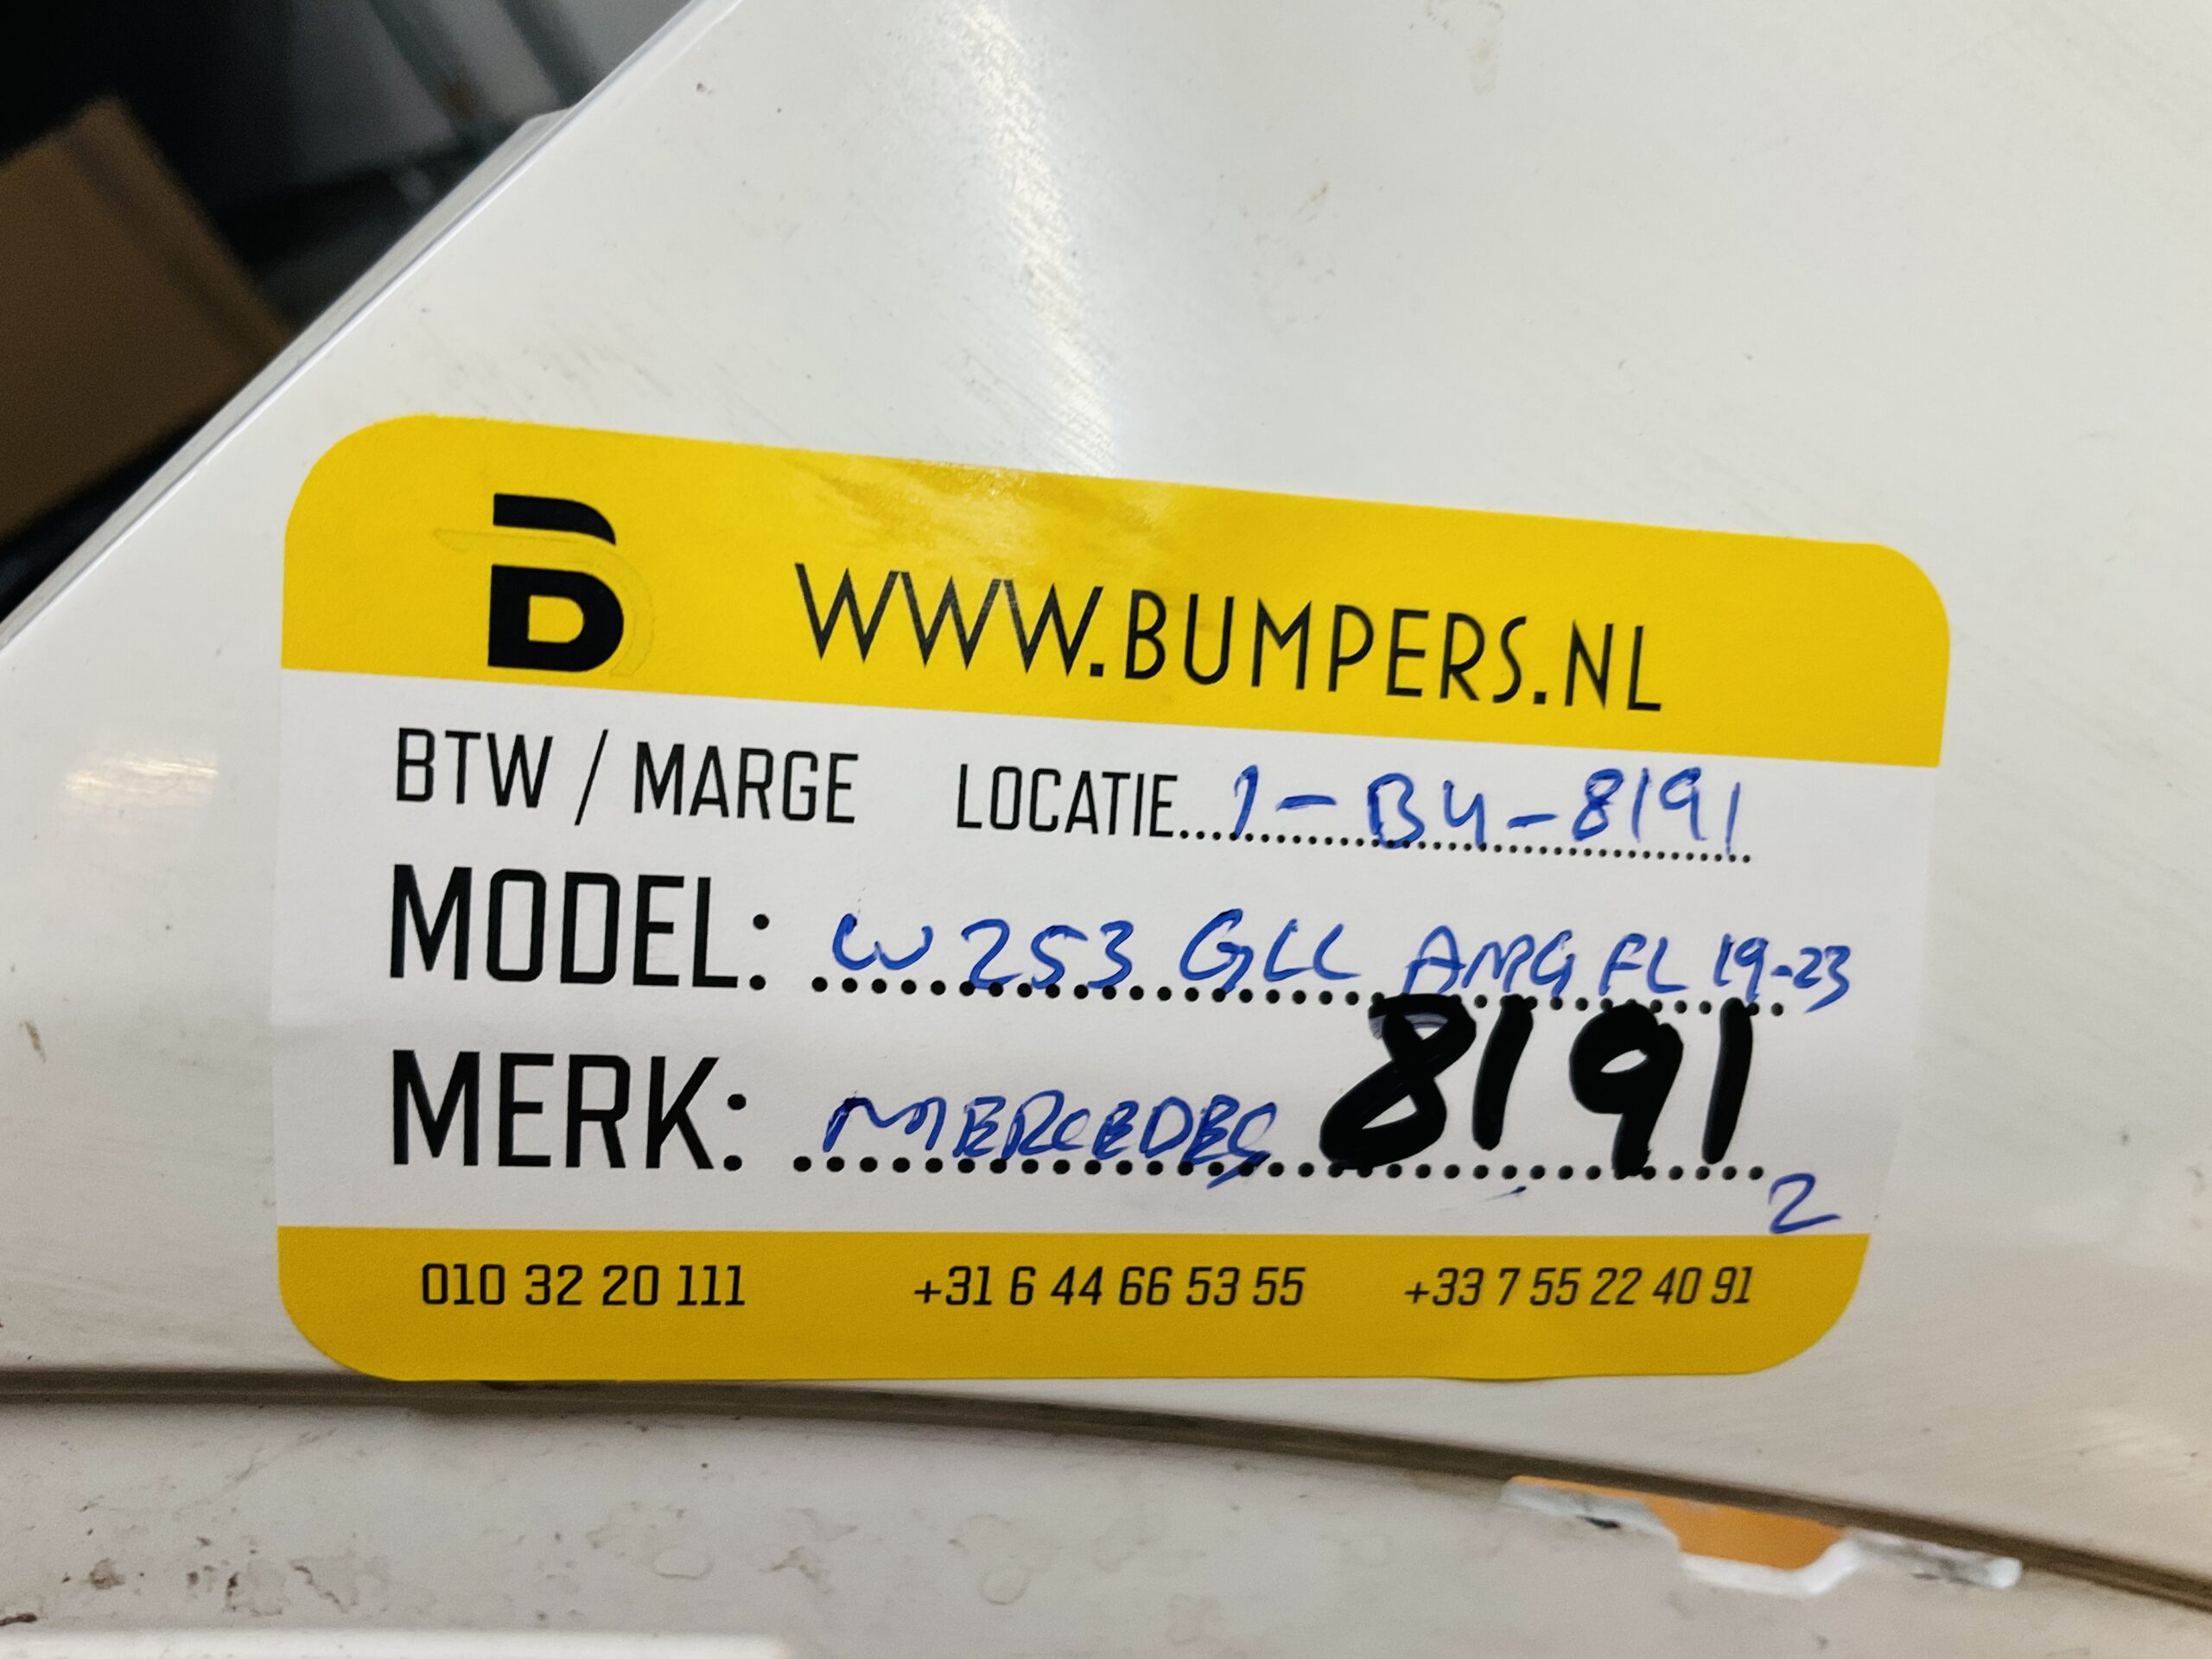 B WWW.BUMPERS.NL
BTW / MARGE LOCATIE 1-B4-8191
MODEL: W253 GLC AMG FL 19-23
MERK: MERCEDES 8191
2
010 32 20 111 +31 6 44 66 53 55 +33 7 55 22 40 91